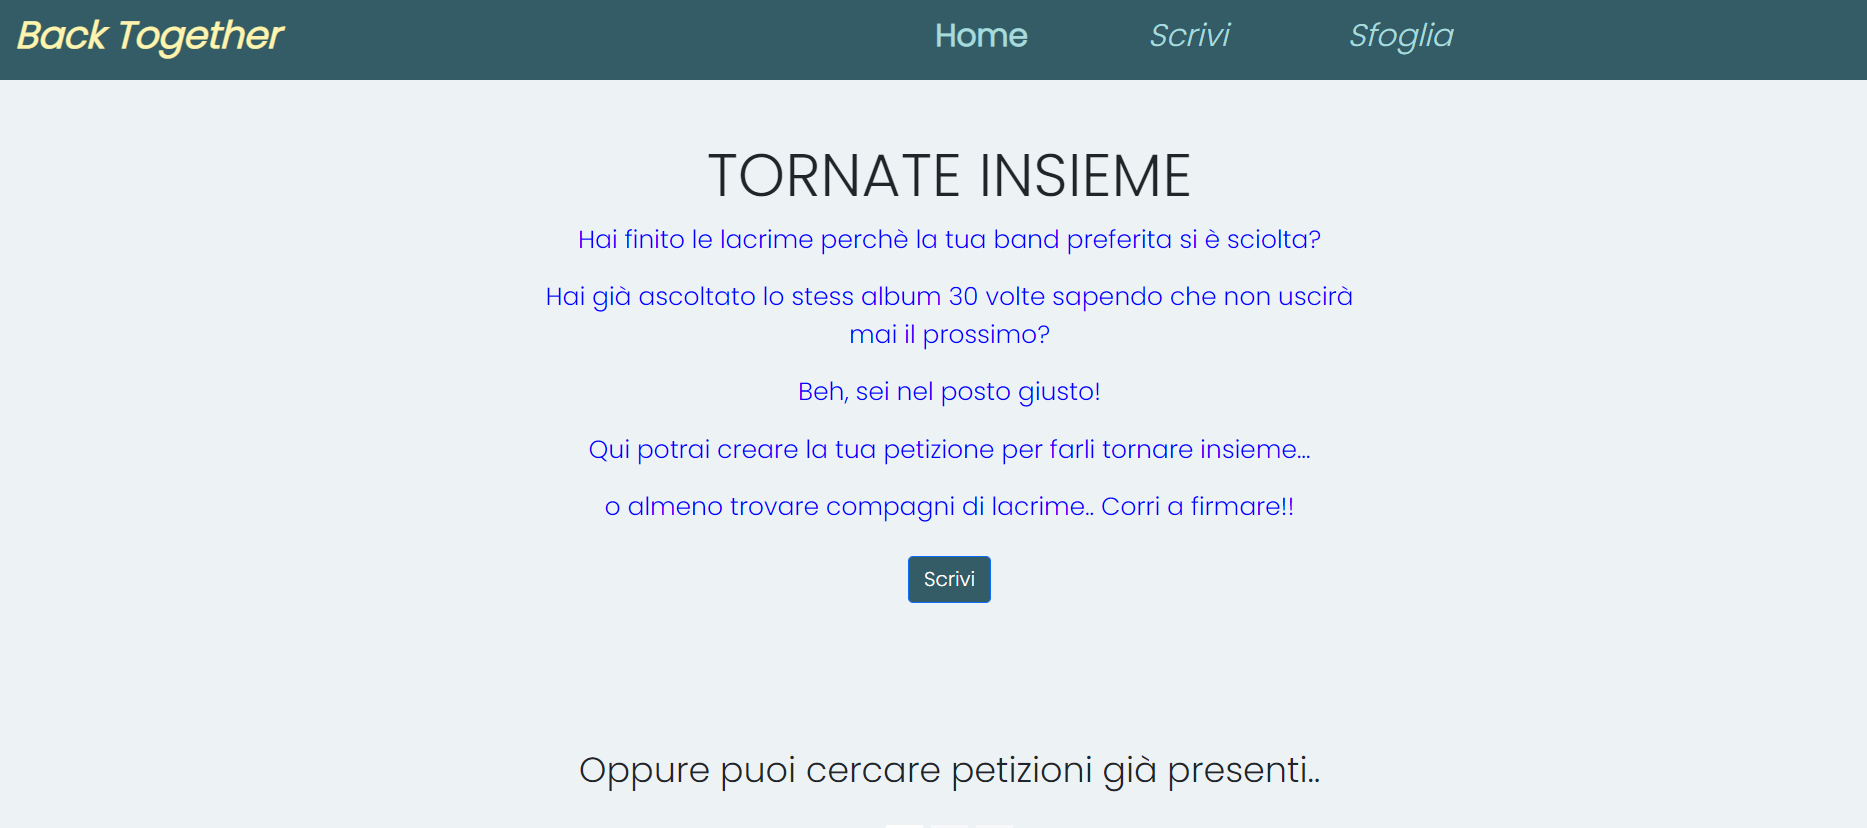 Back Together
Home
Scrivi
Sfoglia
TORNATE INSIEME
Hai finito le lacrime perchè la tua band preferita si è sciolta?
Hai già ascoltato lo stess album 30 volte sapendo che non uscirà
mai il prossimo?
Beh, sei nel posto giusto!
Qui potrai creare la tua petizione per farli tornare insieme...
o almeno trovare compagni di lacrime.. Corri a firmare!!
Scrivi
Oppure puoi cercare petizioni già presenti..